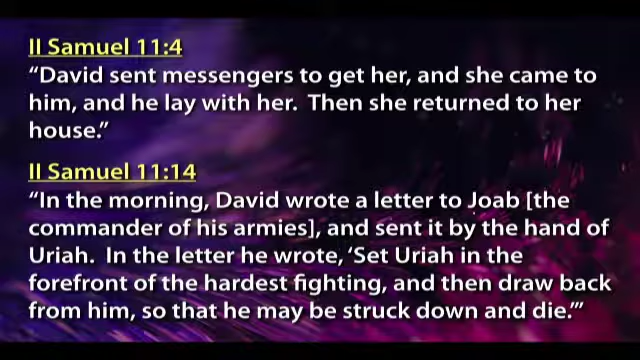 II Samuel 11:4
“David sent messengers to get her, and she came to
him, and he lay with her.  Then she returned to her
house.”
II Samuel 11:14
“In the morning, David wrote a letter to Joab [the
commander of his armies], and sent it by the hand of
Uriah.  In the letter he wrote, ‘Set Uriah in the
forefront of the hardest fighting, and then draw back
from him, so that he may be struck down and die.’”